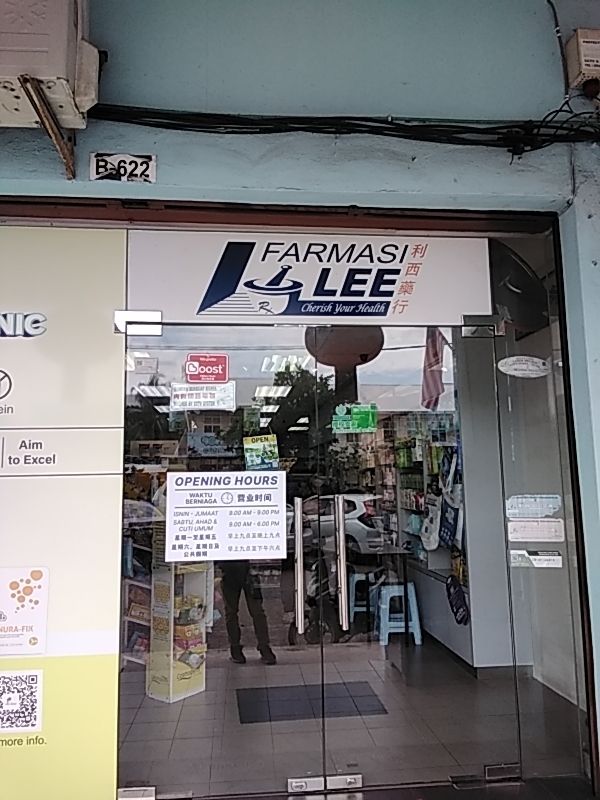 B-622
FARMASI
LEE
Cherish Your Health
利西藥行
NIC
ein
Aim
to Excel
Boost
OPEN
OPENING HOURS
WAKTU BERNIAGA 营业时间
ISNIN - JUMAAT 9.00 AM - 9.00 PM
SABTU, AHAD & CUTI UMUM 9.00 AM - 6.00 PM
星期一至星期五 早上九点至晚上九点
星期六、星期日及公共假期 早上九点至下午六点
NURA-FIX
more info.